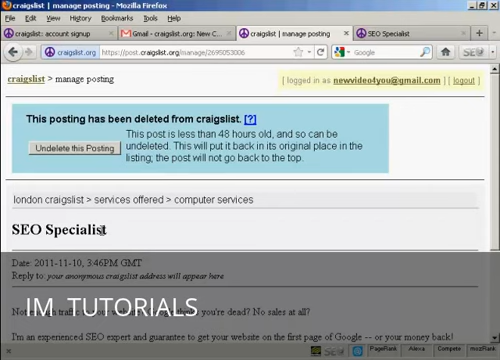 craigslist | manage posting - Mozilla Firefox
File Edit View History Bookmarks Tools Help
craigslist: account signup
Gmail - craigslist.org: New C...
craigslist | manage posting
SEO Specialist
craigslist.org
https://post.craigslist.org/manage/2695053006
Google
craigslist > manage posting
[ logged in as newvideo4you@gmail.com ] [ logout ]
This posting has been deleted from craigslist. [?]
Undelete this Posting
This post is less than 48 hours old, and so can be
undeleted. This will put it back in its original place in the
listing; the post will not go back to the top.
london craigslist > services offered > computer services
SEO Specialist
Date: 2011-11-10, 3:46PM GMT
Reply to: your anonymous craigslist address will appear here
IM TUTORIALS
I'm an experienced SEO expert and guarantee to get your website on the first page of Google -- or your money back!
Done
PageRank
Alexa
Compete
mozRank